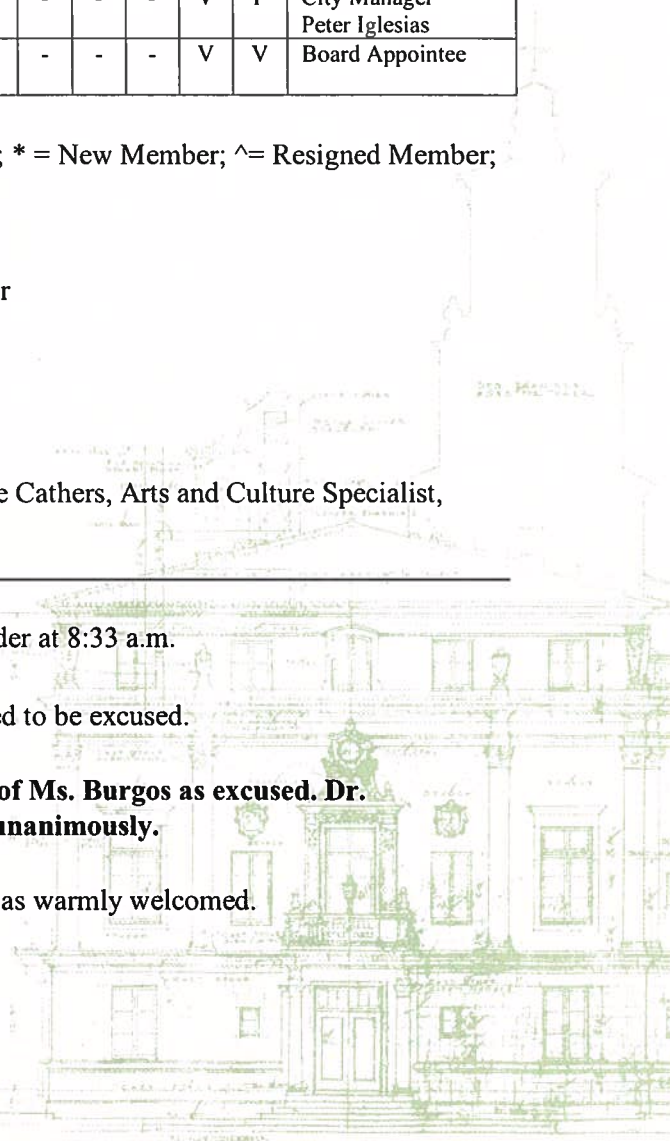 - - - V P City Manager
Peter Iglesias
- - - V V Board Appointee
; * = New Member; ^= Resigned Member;
r
e Cathers, Arts and Culture Specialist,
der at 8:33 a.m.
ed to be excused.
of Ms. Burgos as excused. Dr.
unanimously.
as warmly welcomed.